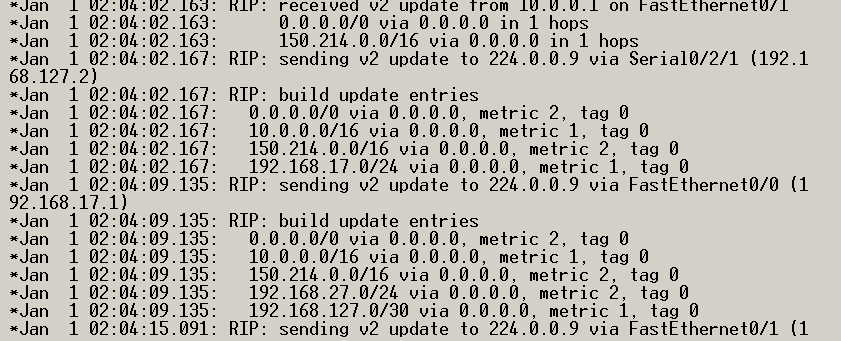 *Jan  1 02:04:02.163: RIP: received v2 update from 10.0.0.1 on FastEthernet0/1
*Jan  1 02:04:02.163:      0.0.0.0/0 via 0.0.0.0 in 1 hops
*Jan  1 02:04:02.163:      150.214.0.0/16 via 0.0.0.0 in 1 hops
*Jan  1 02:04:02.167: RIP: sending v2 update to 224.0.0.9 via Serial0/2/1 (192.1
68.127.2)
*Jan  1 02:04:02.167: RIP: build update entries
*Jan  1 02:04:02.167:   0.0.0.0/0 via 0.0.0.0, metric 2, tag 0
*Jan  1 02:04:02.167:   10.0.0.0/16 via 0.0.0.0, metric 1, tag 0
*Jan  1 02:04:02.167:   150.214.0.0/16 via 0.0.0.0, metric 2, tag 0
*Jan  1 02:04:02.167:   192.168.17.0/24 via 0.0.0.0, metric 1, tag 0
*Jan  1 02:04:09.135: RIP: sending v2 update to 224.0.0.9 via FastEthernet0/0 (1
92.168.17.1)
*Jan  1 02:04:09.135: RIP: build update entries
*Jan  1 02:04:09.135:   0.0.0.0/0 via 0.0.0.0, metric 2, tag 0
*Jan  1 02:04:09.135:   10.0.0.0/16 via 0.0.0.0, metric 1, tag 0
*Jan  1 02:04:09.135:   150.214.0.0/16 via 0.0.0.0, metric 2, tag 0
*Jan  1 02:04:09.135:   192.168.27.0/24 via 0.0.0.0, metric 2, tag 0
*Jan  1 02:04:09.135:   192.168.127.0/30 via 0.0.0.0, metric 1, tag 0
*Jan  1 02:04:15.091: RIP: sending v2 update to 224.0.0.9 via FastEthernet0/1 (1